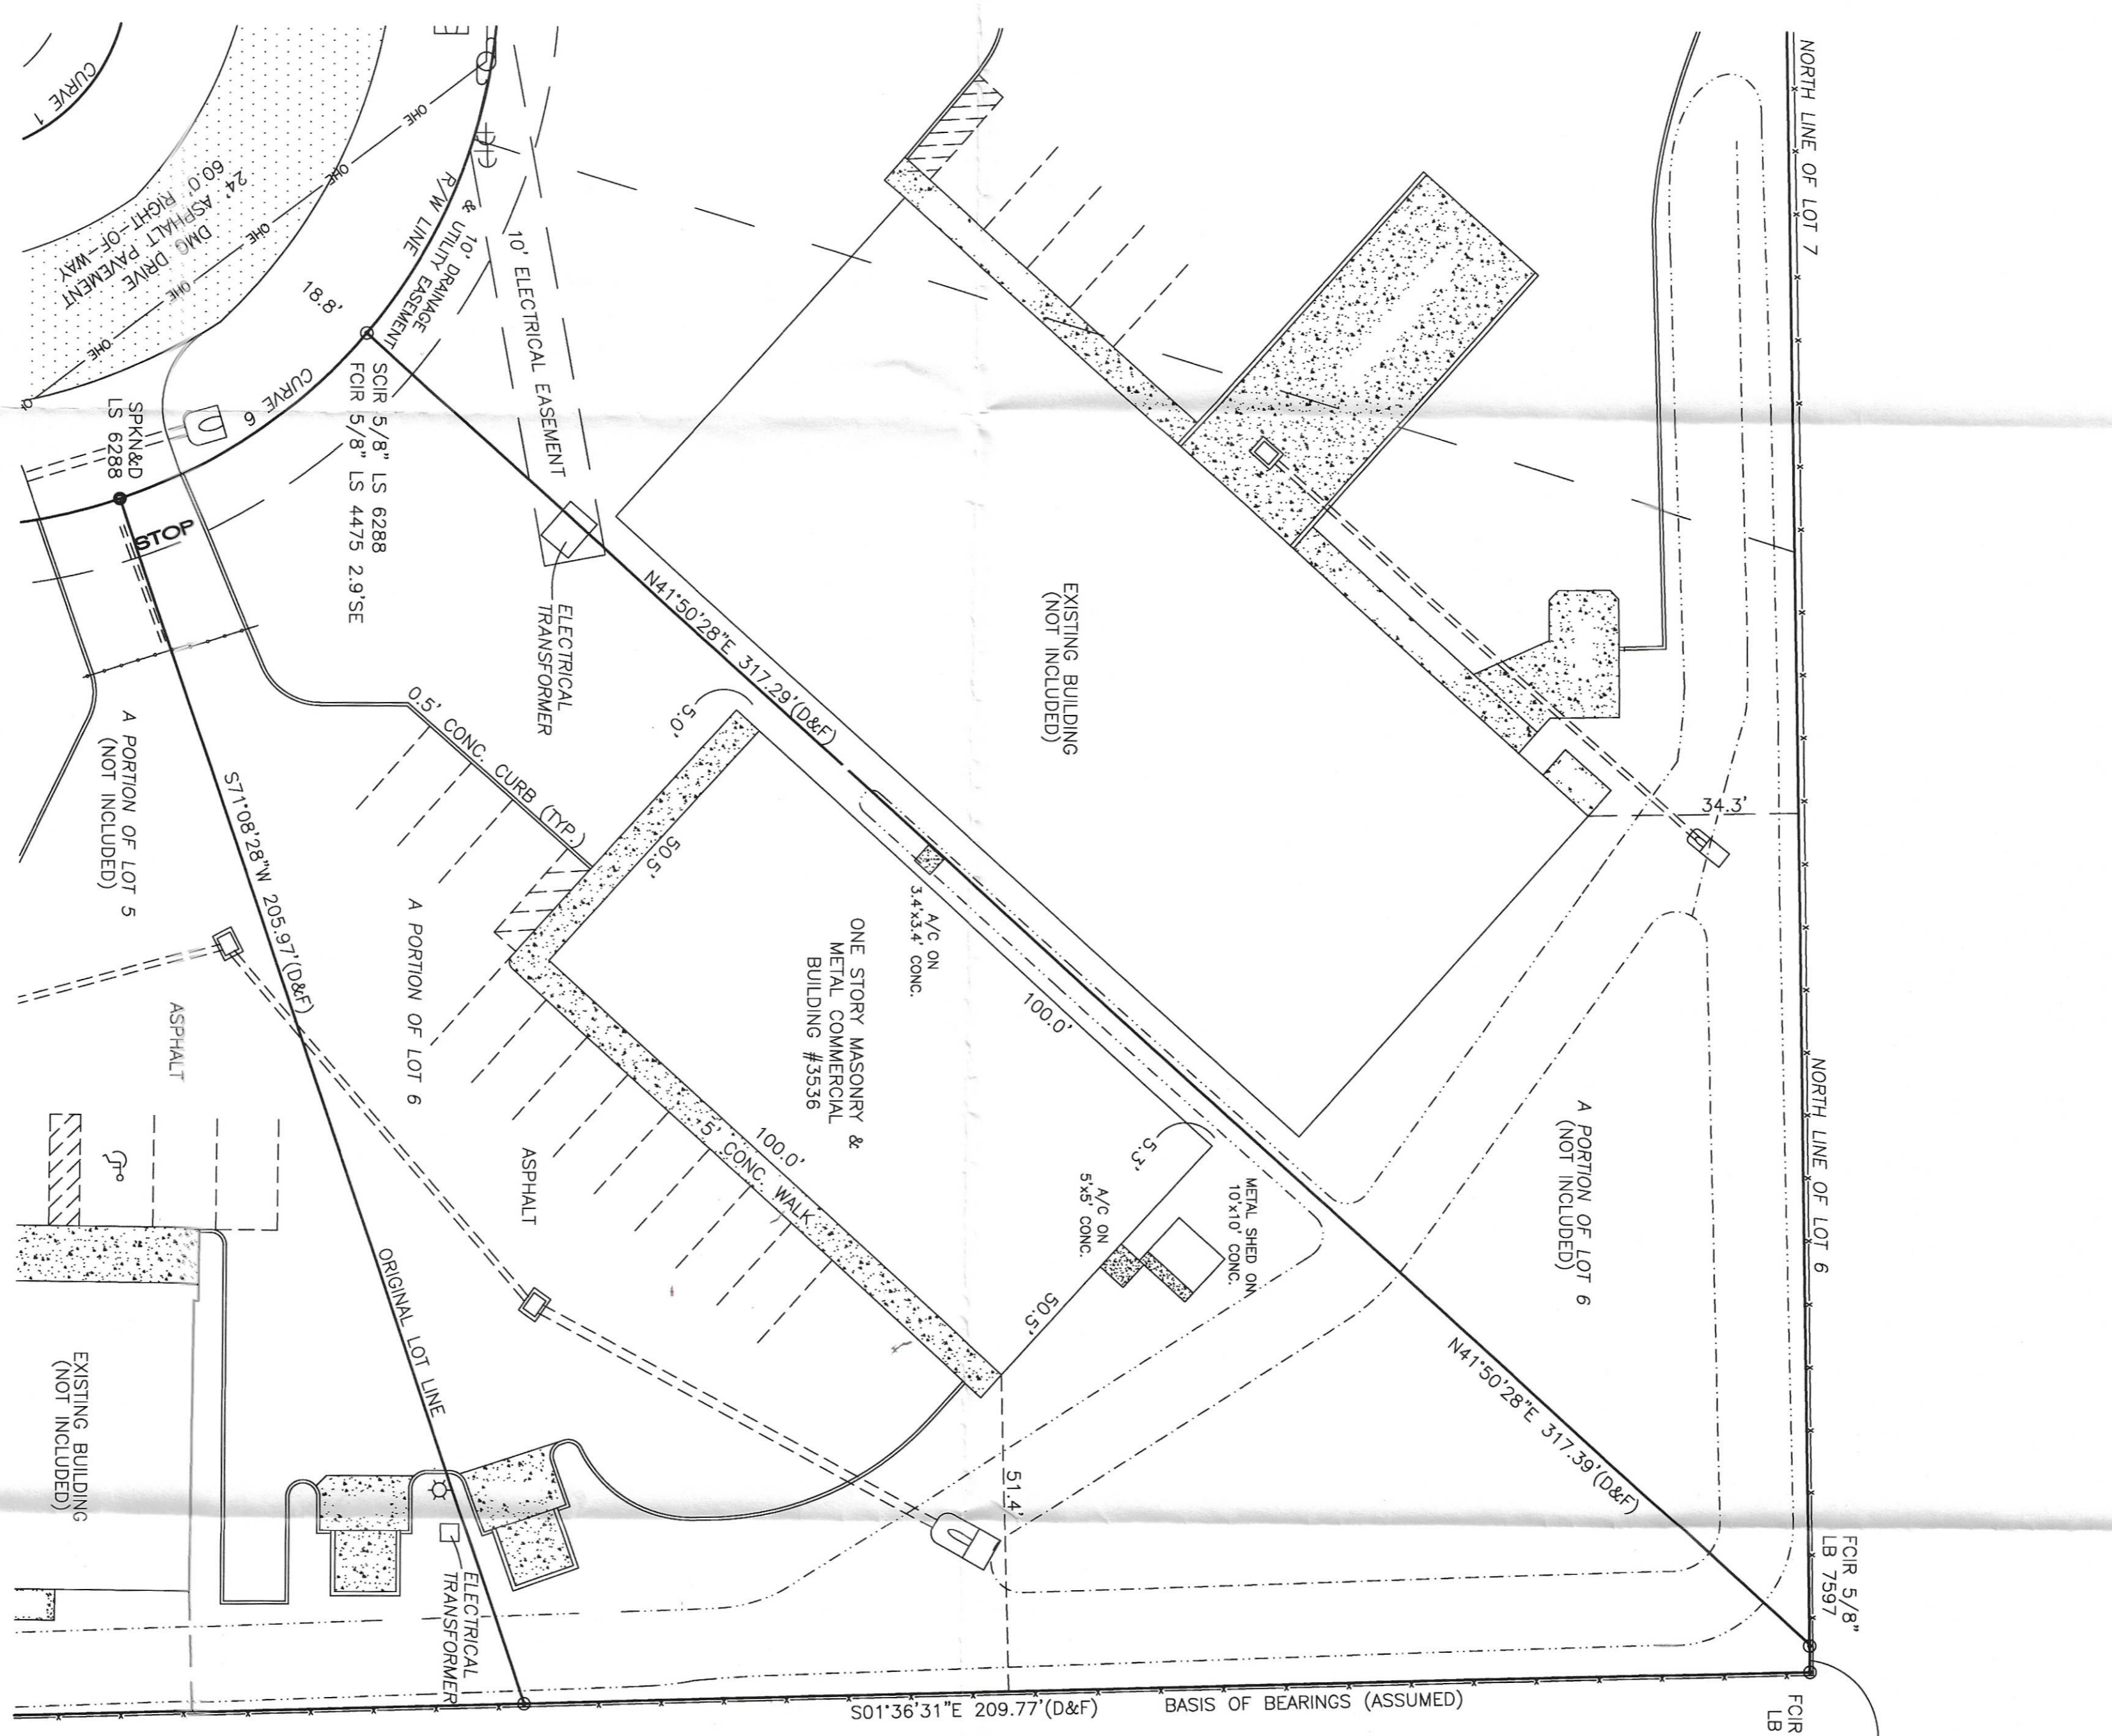 CURVE 1
24' ASPHALT PAVEMENT
DMG DRIVE
60.0' RIGHT-OF-WAY
OHE
OHE
OHE
OHE
OHE
18.8'
R/W LINE
10' DRAINAGE
& UTILITY EASEMENT
10' ELECTRICAL EASEMENT
CURVE 6
SCIR 5/8" LS 6288
FCIR 5/8" LS 4475 2.9'SE
SPKN&D
LS 6288
STOP
ELECTRICAL
TRANSFORMER
N41°50'28"E 317.29'(D&F)
EXISTING BUILDING
(NOT INCLUDED)
NORTH LINE OF LOT 7
34.3'
NORTH LINE OF LOT 6
0.5' CONC. CURB (TYP.)
5.0'
50.5'
A PORTION OF LOT 5
(NOT INCLUDED)
S71°08'28"W 205.97'(D&F)
A PORTION OF LOT 6
ONE STORY MASONRY &
METAL COMMERCIAL
BUILDING #3536
A/C ON
3.4'x3.4' CONC.
100.0'
ASPHALT
ASPHALT
100.0'
5' CONC. WALK
5.3'
A/C ON
5'x5' CONC.
METAL SHED ON
10'x10' CONC.
50.5'
A PORTION OF LOT 6
(NOT INCLUDED)
N41°50'28"E 317.39'(D&F)
ORIGINAL LOT LINE
EXISTING BUILDING
(NOT INCLUDED)
51.4'
ELECTRICAL
TRANSFORMER
FCIR 5/8"
LB 7597
S01°36'31"E 209.77'(D&F)
BASIS OF BEARINGS (ASSUMED)
FCIR
LB